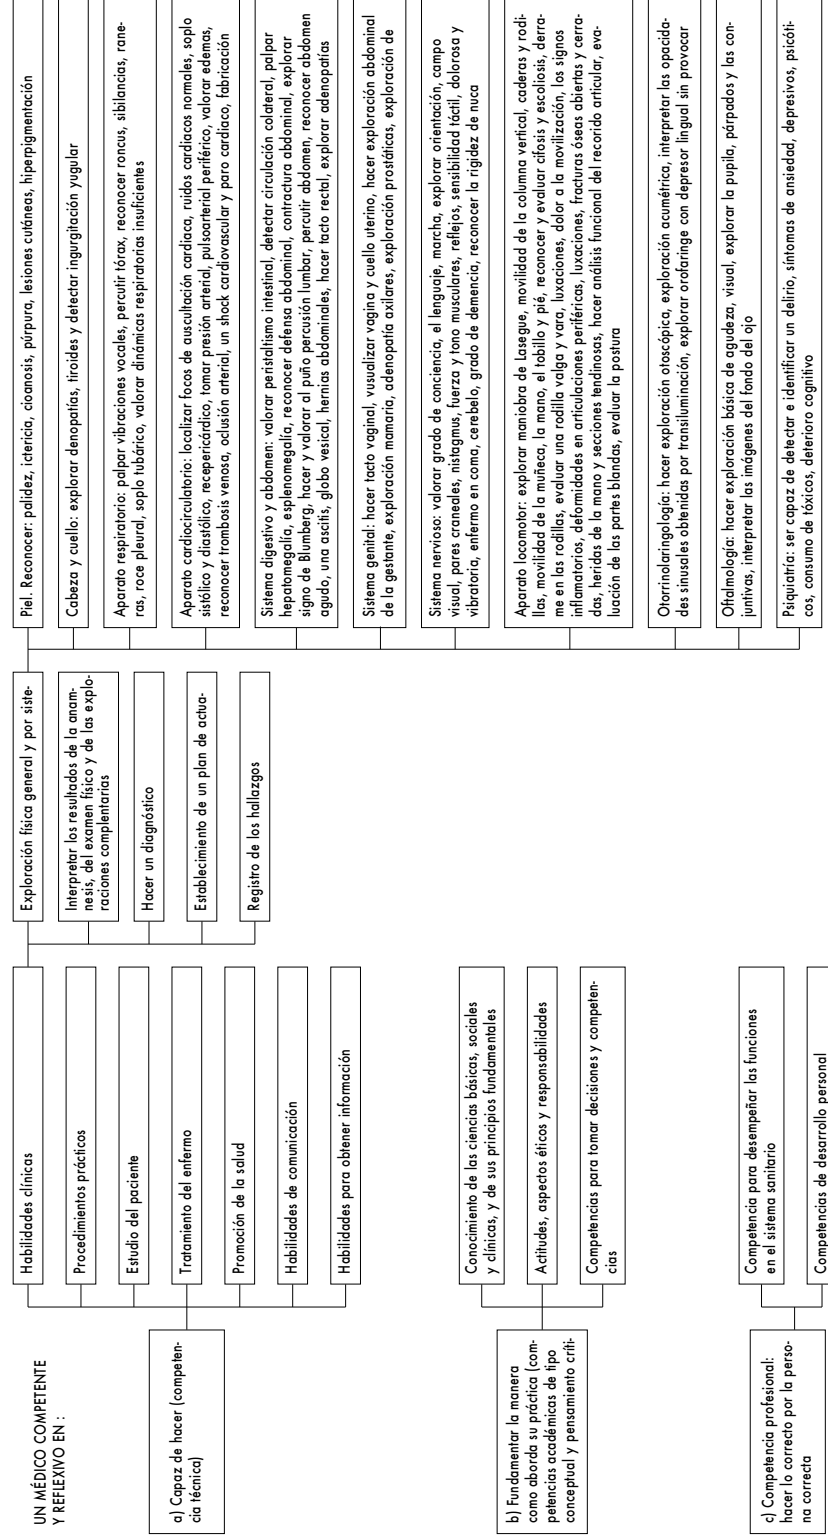 UN MÉDICO COMPETENTE
Y REFLEXIVO EN :
a) Capaz de hacer (competen-
cia técnica)
b) Fundamentar la manera
como aborda su práctica (com-
petencias académicas de tipo
conceptual y pensamiento críti-
c) Competencia profesional:
hacer lo correcto por la perso-
na correcta
Habilidades clínicas
Procedimientos prácticos
Estudio del paciente
Tratamiento del enfermo
Promoción de la salud
Habilidades de comunicación
Habilidades para obtener información
Conocimiento de las ciencias básicas, sociales
y clínicas, y de sus principios fundamentales
Actitudes, aspectos éticos y responsabilidades
Competencias para tomar decisiones y competen-
cias
Competencia para desempeñar las funciones
en el sistema sanitario
Competencias de desarrollo personal
Exploración física general y por siste-
Interpretar los resultados de la anam-
nesis, del examen físico y de las explo-
raciones complentarias
Hacer un diagnóstico
Establecimiento de un plan de actua-
Registro de los hallazgos
Piel. Reconocer: palidez, ictericia, cioanosis, púrpura, lesiones cutáneas, hiperpigmentación
Cabeza y cuello: explorar denopatías, tiroides y detectar ingurgitación yugular
Aparato respiratorio: palpar vibraciones vocales, percutir tórax, reconocer roncus, sibilancias, rane-
ras, roce pleural, soplo tubárico, valorar dinámicas respiratorias insuficientes
Aparato cardiocirculatorio: localizar focos de auscultación cardiaca, ruidos cardiacos normales, soplo
sistólico y diastólico, recepericárdico, tomar presión arterial, pulsoarterial periférico, valorar edemas,
reconocer trombosis venosa, oclusión arterial, un shock cardiovascular y paro cardiaco, fabricación
Sistema digestivo y abdomen: valorar peristaltismo intestinal, detectar circulación colateral, palpar
hepatomegalia, esplenomegalia, reconocer defensa abdominal, contractura abdominal, explorar
signo de Blumberg, hacer y valorar al puño percusión lumbar, percutir abdomen, reconocer abdomen
agudo, una ascitis, globo vesical, hernias abdominales, hacer tacto rectal, explorar adenopatías
Sistema genital: hacer tacto vaginal, visualizar vagina y cuello uterino, hacer exploración abdominal
de la gestante, exploración mamaria, adenopatía axilares, exploración prostáticas, exploración de
Sistema nervioso: valorar grado de conciencia, el lenguaje, marcha, explorar orientación, campo
visual, pares craneales, nistagmus, fuerza y tono musculares, reflejos, sensibilidad táctil, dolorosa y
vibratoria, enfermo en coma, cerebelo, grado de demencia, reconocer la rigidez de nuca
Aparato locomotor: explorar maniobra de Lasegue, movilidad de la columna vertical, caderas y rodi-
llas, movilidad de la muñeca, la mano, el tobillo y pié, reconocer y evaluar cifosis y escoliosis, derra-
me en las rodillas, evaluar una rodilla valga y vara, luxaciones, dolor a la movilización, los signos
inflamatorios, deformidades en articulaciones periféricas, luxaciones, fracturas óseas abiertas y cerra-
das, heridas de la mano y secciones tendinosas, hacer análisis funcional del recorido articular, eva-
luación de las partes blandas, evaluar la postura
Otorrinolaringología: hacer exploración otoscópica, exploración acumétrica, interpretar las opacida-
des sinusales obtenidas por transiluminación, explorar orofaringe con depresor lingual sin provocar
Oftalmología: hacer exploración básica de agudeza, visual, explorar la pupila, párpados y las con-
juntivas, interpretar las imágenes del fondo del ojo
Psiquiatría: ser capaz de detectar e identificar un delirio, síntomas de ansiedad, depresivos, psicóti-
cos, consumo de tóxicos, deterioro cognitivo